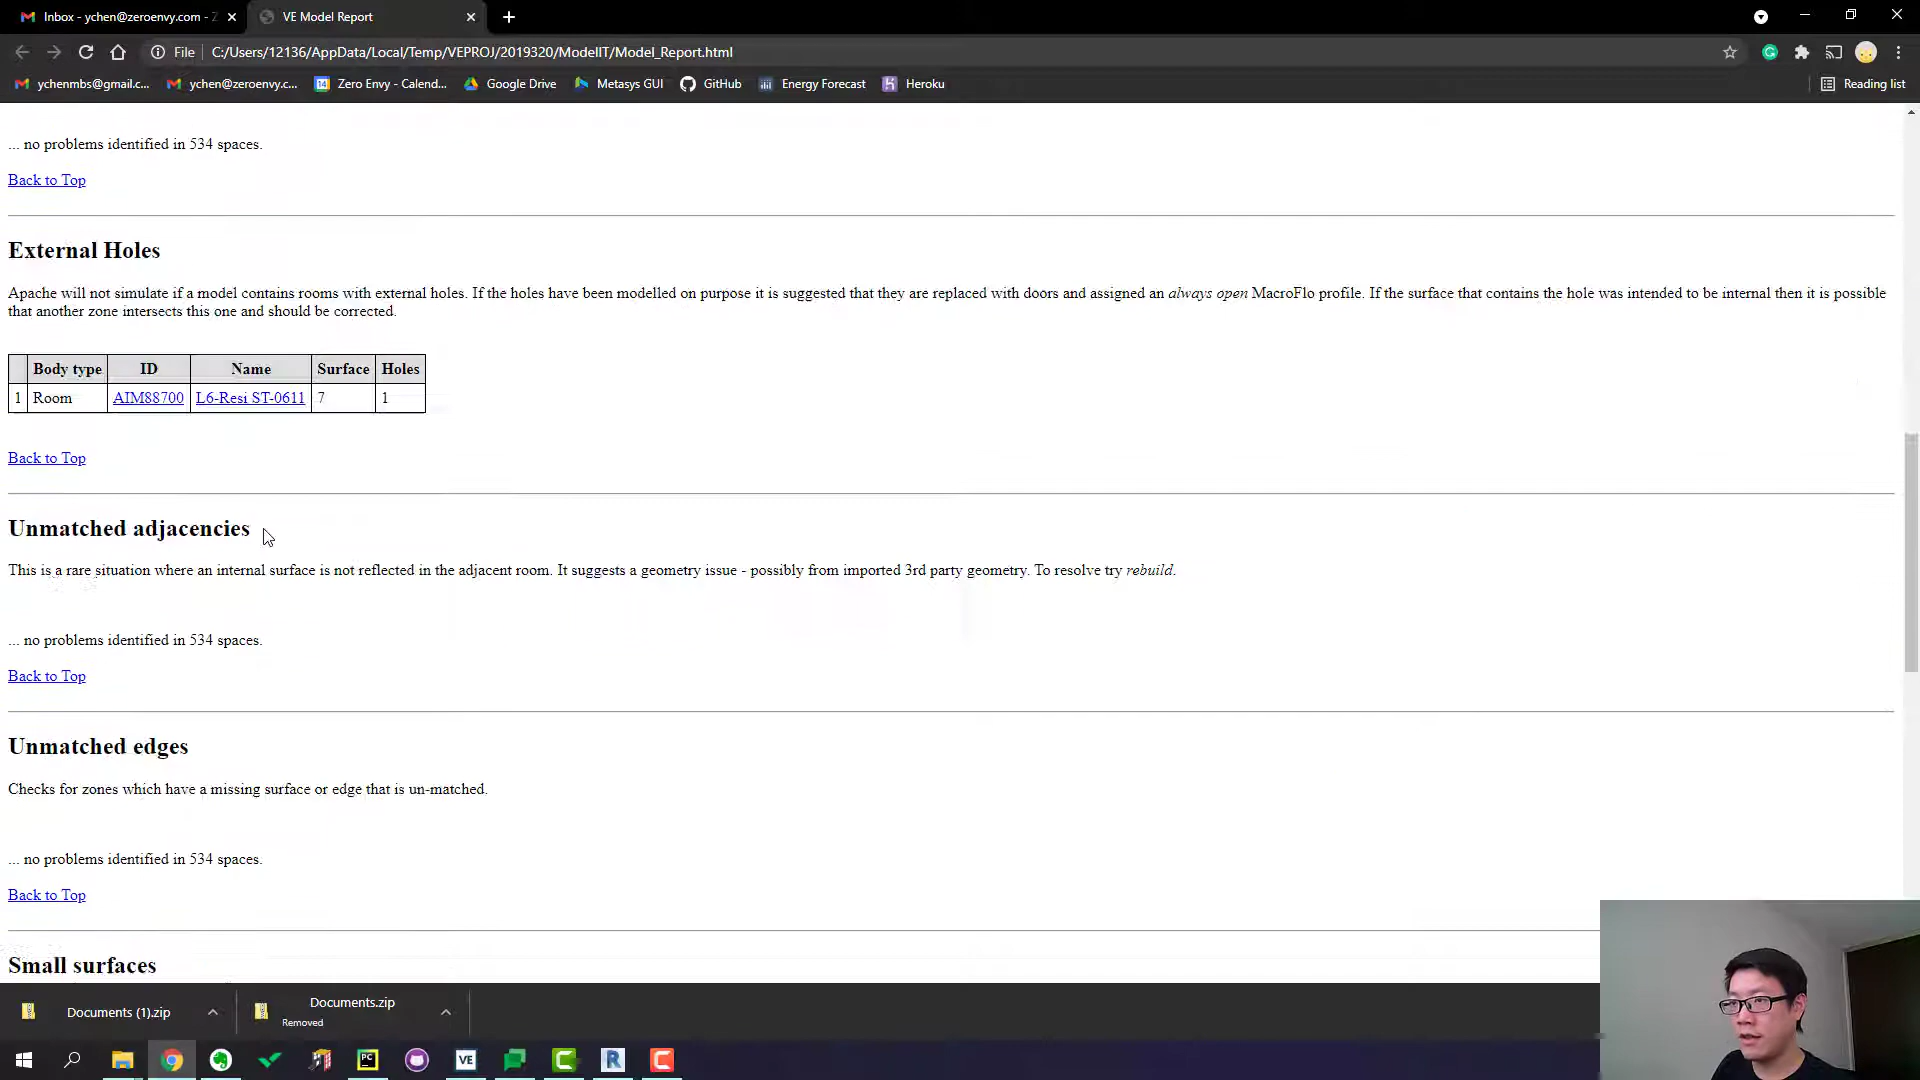 Inbox - ychen@zeroenvy.com - Z
VE Model Report
File
C:/Users/12136/AppData/Local/Temp/VEPROJ/2019320/ModelIT/Model_Report.html
ychenmbs@gmail.c...
ychen@zeroenvy.c...
14
Zero Envy - Calend...
Google Drive
Metasys GUI
GitHub
Energy Forecast
Heroku
Reading list
... no problems identified in 534 spaces.
Back to Top
External Holes
Apache will not simulate if a model contains rooms with external holes. If the holes have been modelled on purpose it is suggested that they are replaced with doors and assigned an always open MacroFlo profile. If the surface that contains the hole was intended to be internal then it is possible
that another zone intersects this one and should be corrected.
Body type ID Name Surface Holes
1 Room AIM88700 L6-Resi ST-0611 7 1
Back to Top
Unmatched adjacencies
This is a rare situation where an internal surface is not reflected in the adjacent room. It suggests a geometry issue - possibly from imported 3rd party geometry. To resolve try rebuild.
... no problems identified in 534 spaces.
Back to Top
Unmatched edges
Checks for zones which have a missing surface or edge that is un-matched.
... no problems identified in 534 spaces.
Back to Top
Small surfaces
Documents (1).zip
Documents.zip
Removed
PC
VE
C
R
C